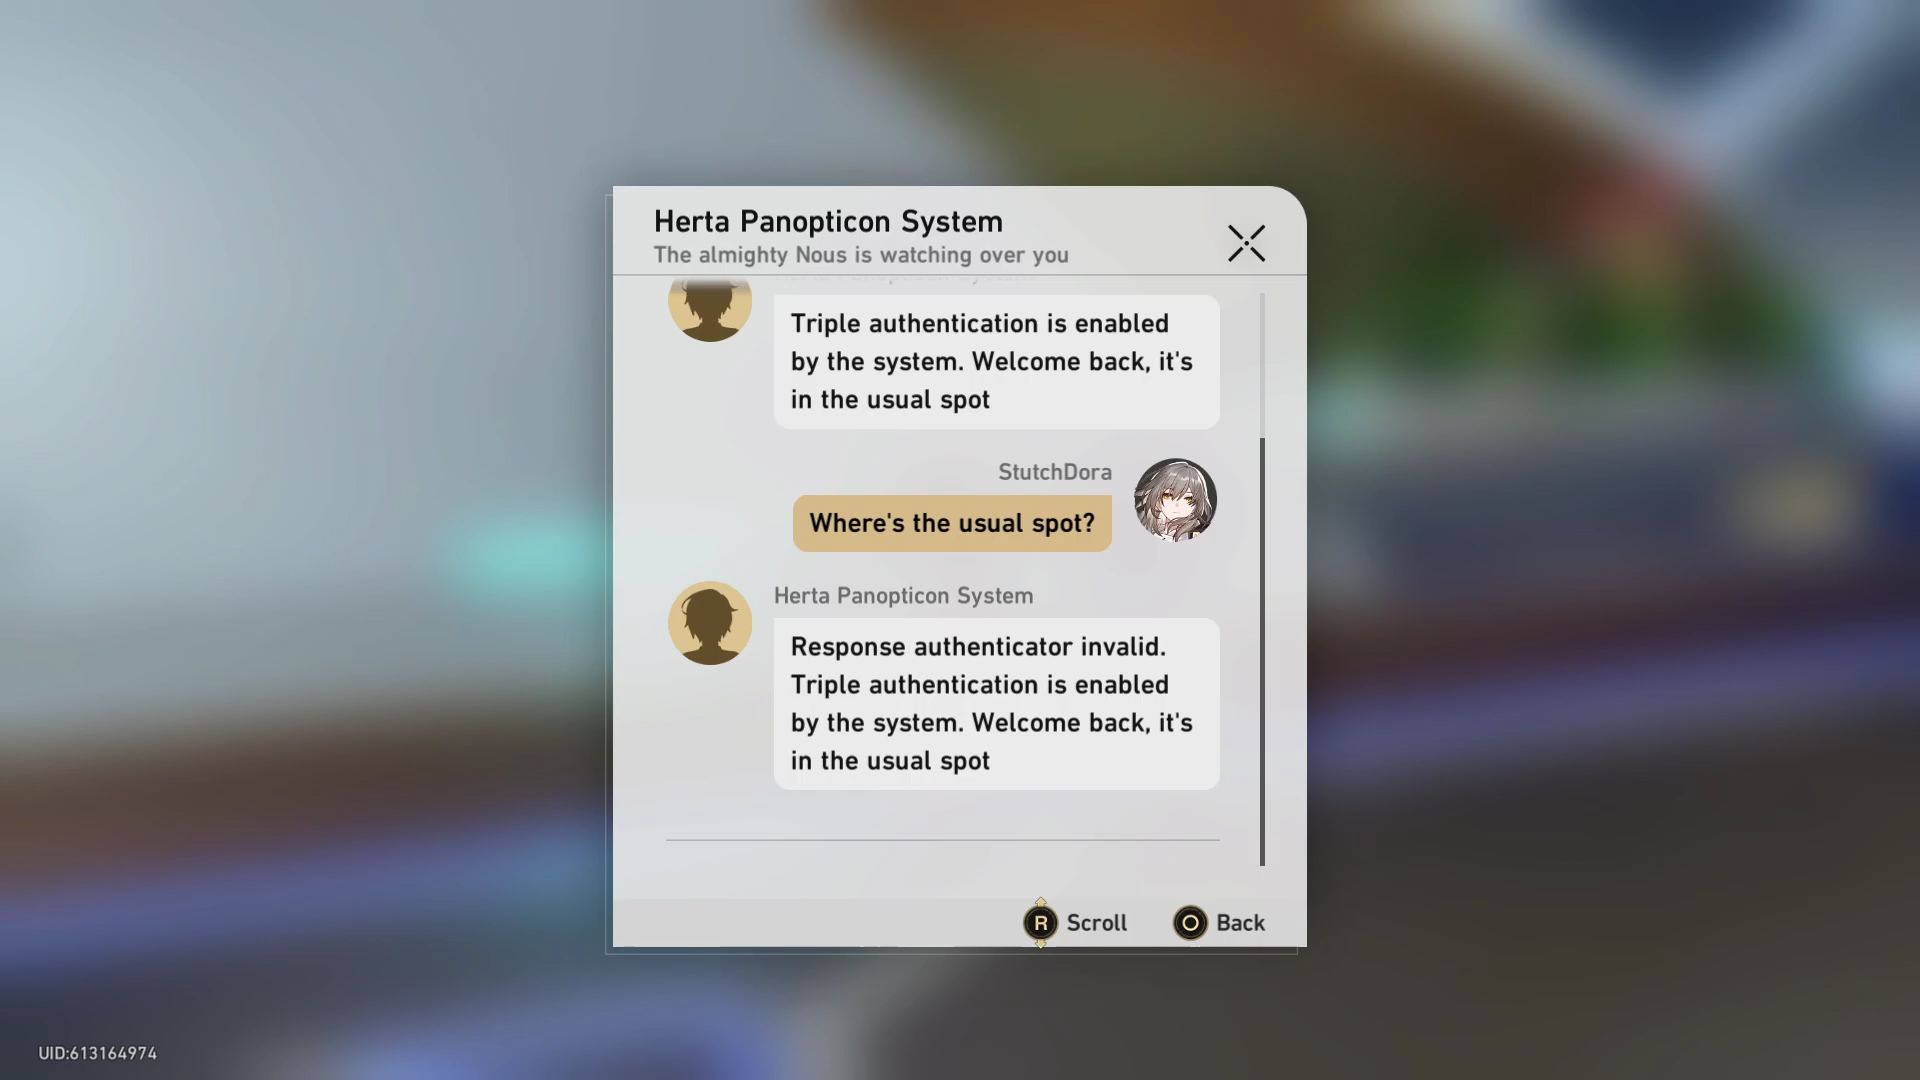 Herta Panopticon System
The almighty Nous is watching over you
Triple authentication is enabled
by the system. Welcome back, it's
in the usual spot
StutchDora
Where's the usual spot?
Herta Panopticon System
Response authenticator invalid.
Triple authentication is enabled
by the system. Welcome back, it's
in the usual spot
R Scroll
Back
UID:613164974